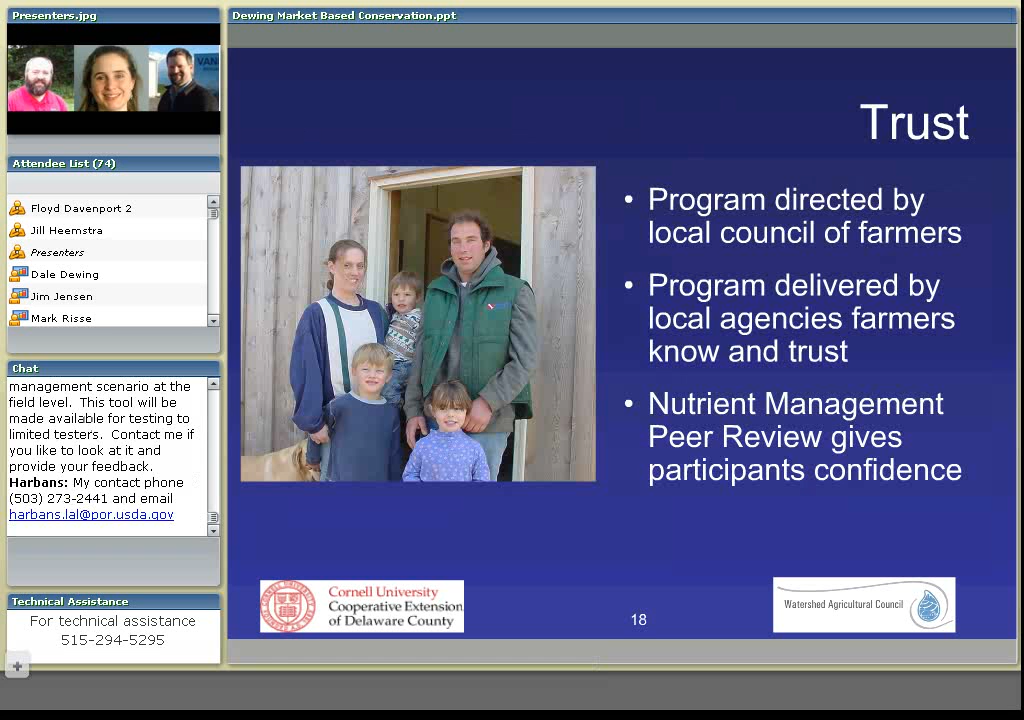 Presenters.jpg
VAN
Attendee List (74)
Floyd Davenport 2
Jill Heemstra
Presenters
Dale Dewing
Jim Jensen
Mark Risse
Chat
management scenario at the
field level. This tool will be
made available for testing to
limited testers. Contact me if
you like to look at it and
provide your feedback.
Harbans: My contact phone
(503) 273-2441 and email
harbans.lal@por.usda.gov
Technical Assistance
For technical assistance
515-294-5295
Dewing Market Based Conservation.ppt
Trust
• Program directed by
local council of farmers
• Program delivered by
local agencies farmers
know and trust
• Nutrient Management
Peer Review gives
participants confidence
Cornell University
Cooperative Extension
of Delaware County
18
Watershed Agricultural Council